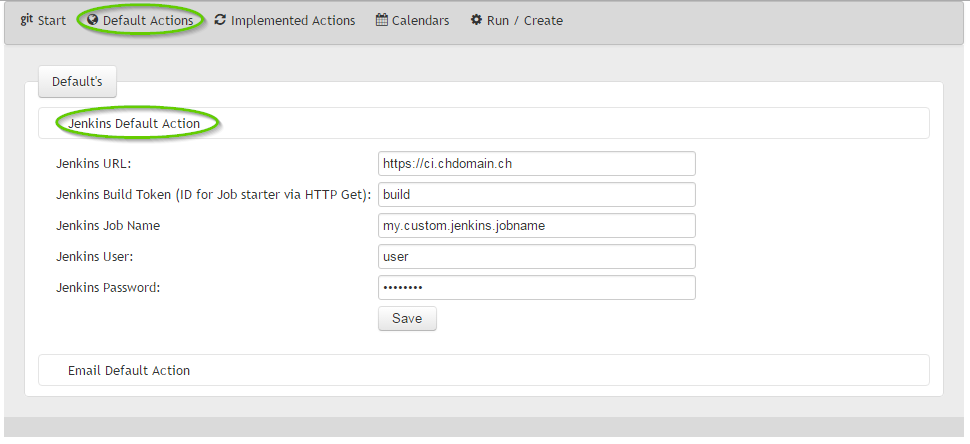 git Start Default Actions Implemented Actions Calendars Run / Create
Default's
Jenkins Default Action
Jenkins URL: https://ci.chdomain.ch
Jenkins Build Token (ID for Job starter via HTTP Get): build
Jenkins Job Name my.custom.jenkins.jobname
Jenkins User: user
Jenkins Password: ••••••••
Save
Email Default Action